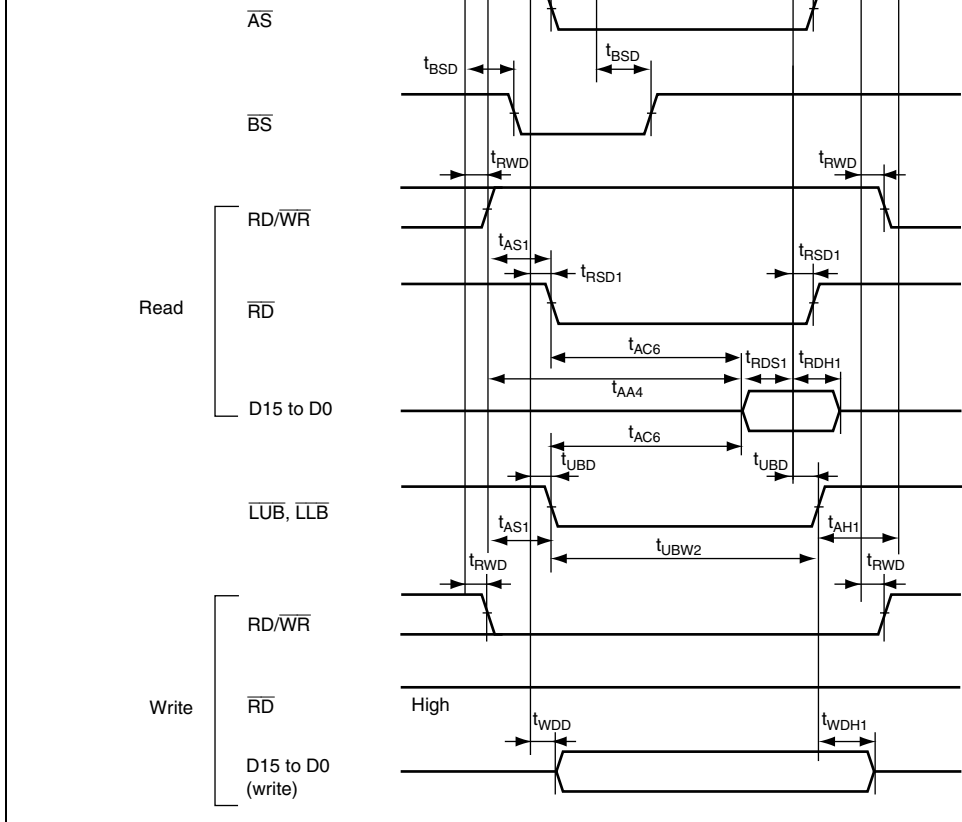 AS
tBSD
tBSD
BS
tRWD
tRWD
RD/WR
tAS1
tRSD1
tRSD1
Read
RD
tAC6
tRDS1
tRDH1
tAA4
D15 to D0
tAC6
tUBD
tUBD
LUB, LLB
tAS1
tAH1
tUBW2
tRWD
tRWD
RD/WR
Write
RD
High
tWDD
tWDH1
D15 to D0
(write)